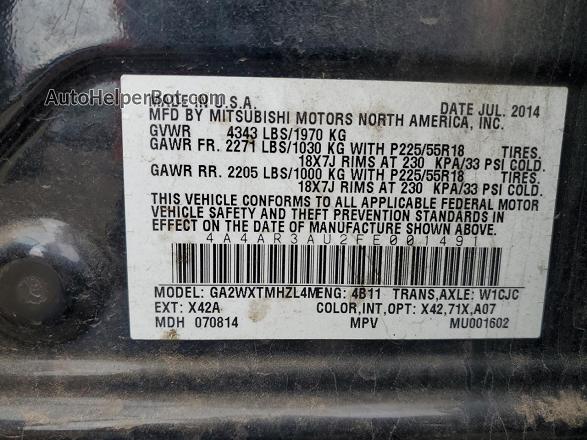 AutoHelperBot.com
MADE IN U.S.A. DATE JUL. 2014
MFD BY MITSUBISHI MOTORS NORTH AMERICA, INC.
GVWR 4343 LBS/1970 KG
GAWR FR. 2271 LBS/1030 KG WITH P225/55R18 TIRES,
18X7J RIMS AT 230 KPA/33 PSI COLD.
GAWR RR. 2205 LBS/1000 KG WITH P225/55R18 TIRES,
18X7J RIMS AT 230 KPA/33 PSI COLD.
THIS VEHICLE CONFORMS TO ALL APPLICABLE FEDERAL MOTOR
VEHICLE SAFETY AND THEFT PREVENTION STANDARDS IN
EFFECT ON THE DATE OF MANUFACTURE SHOWN ABOVE.
4A4AR3AU2FE001491
MODEL: GA2WXTMHZL4M ENG: 4B11 TRANS,AXLE: W1CJC
EXT: X42A COLOR,INT,OPT: X42,71X,A07
MDH 070814 MPV MU001602